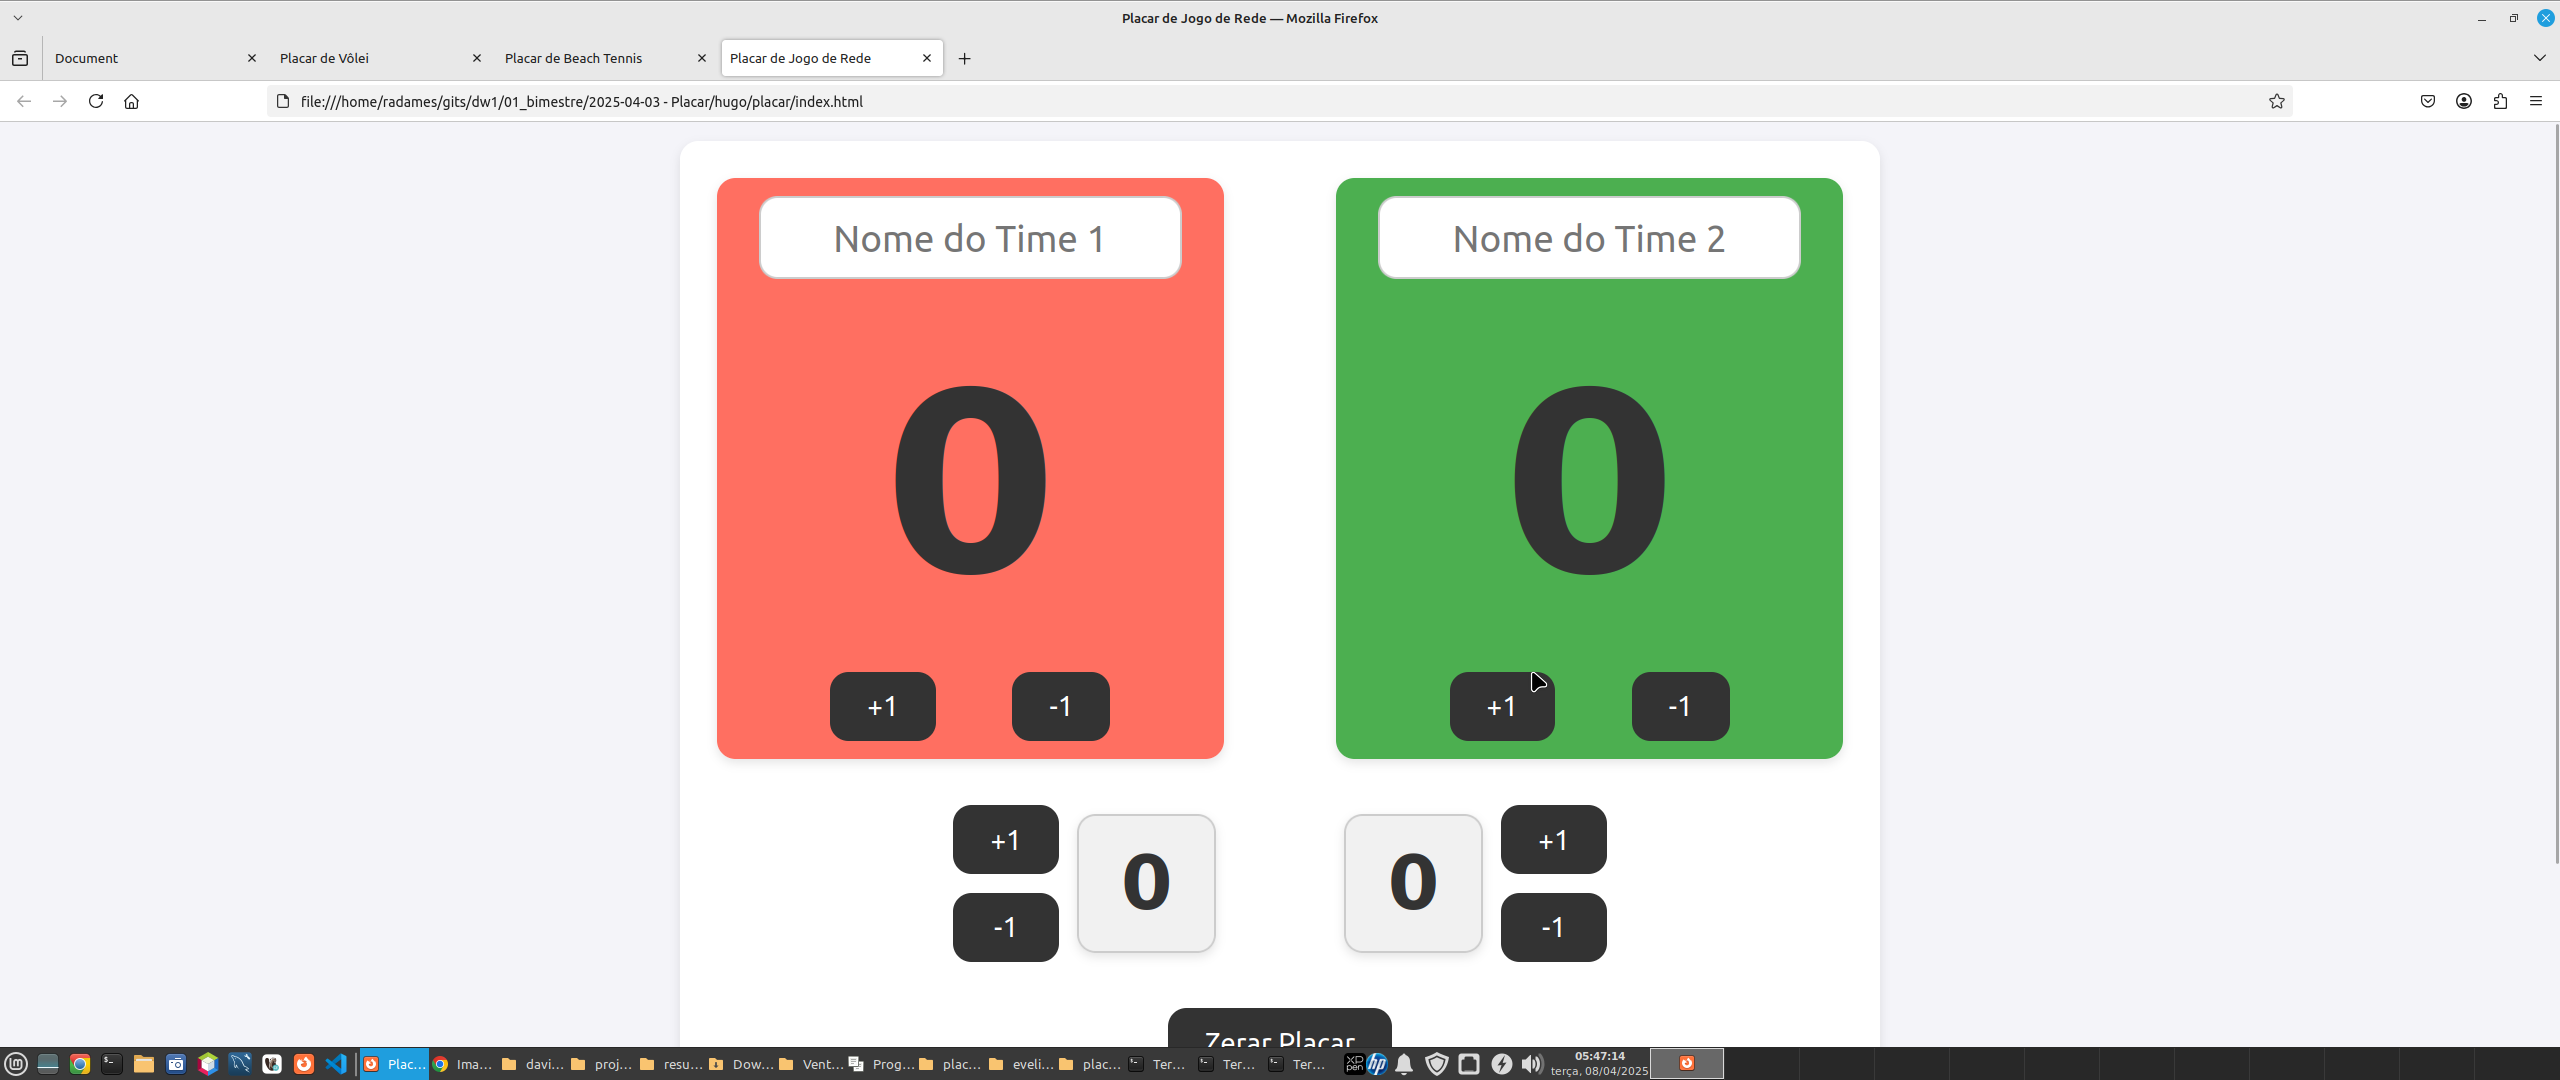 Placar de Jogo de Rede — Mozilla Firefox
Document
Placar de Vôlei
Placar de Beach Tennis
Placar de Jogo de Rede
file:///home/radames/gits/dw1/01_bimestre/2025-04-03 - Placar/hugo/placar/index.html
Nome do Time 1
Nome do Time 2
0
0
+1
-1
+1
-1
+1
-1
0
0
+1
-1
Zerar Placar
Plac...
Ima...
davi...
proj...
resu...
Dow...
Vent...
Prog...
plac...
eveli...
plac...
Ter...
Ter...
Ter...
XP
pen
hp
05:47:14
terça, 08/04/2025